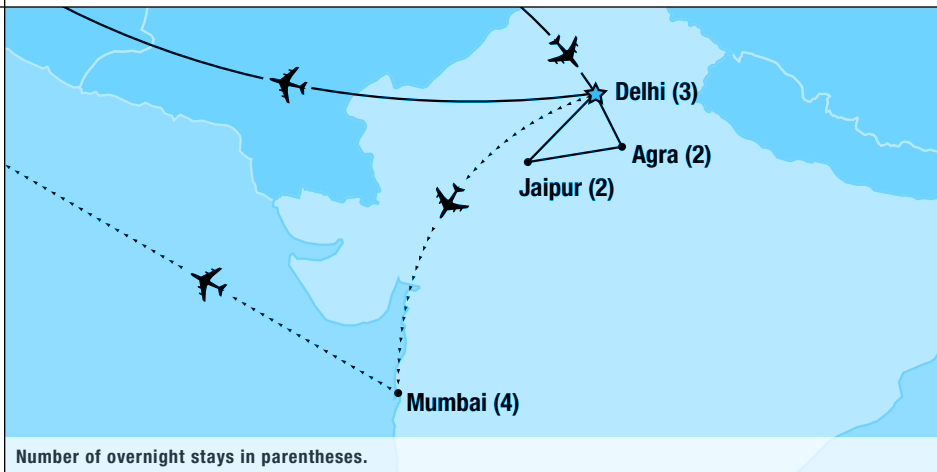 Delhi (3)
Agra (2)
Jaipur (2)
Mumbai (4)
Number of overnight stays in parentheses.